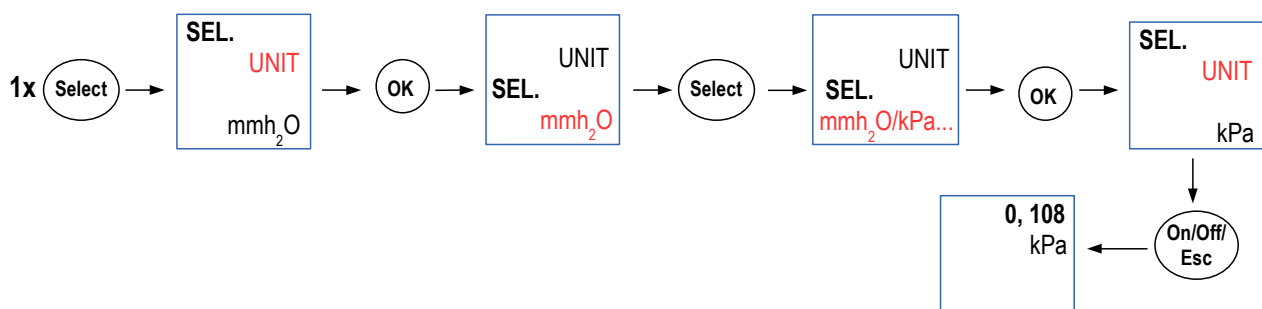 1x
Select
SEL.
UNIT
mmh₂O
OK
UNIT
SEL.
mmh₂O
Select
UNIT
SEL.
mmh₂O/kPa...
OK
SEL.
UNIT
kPa
On/Off/
Esc
0, 108
kPa